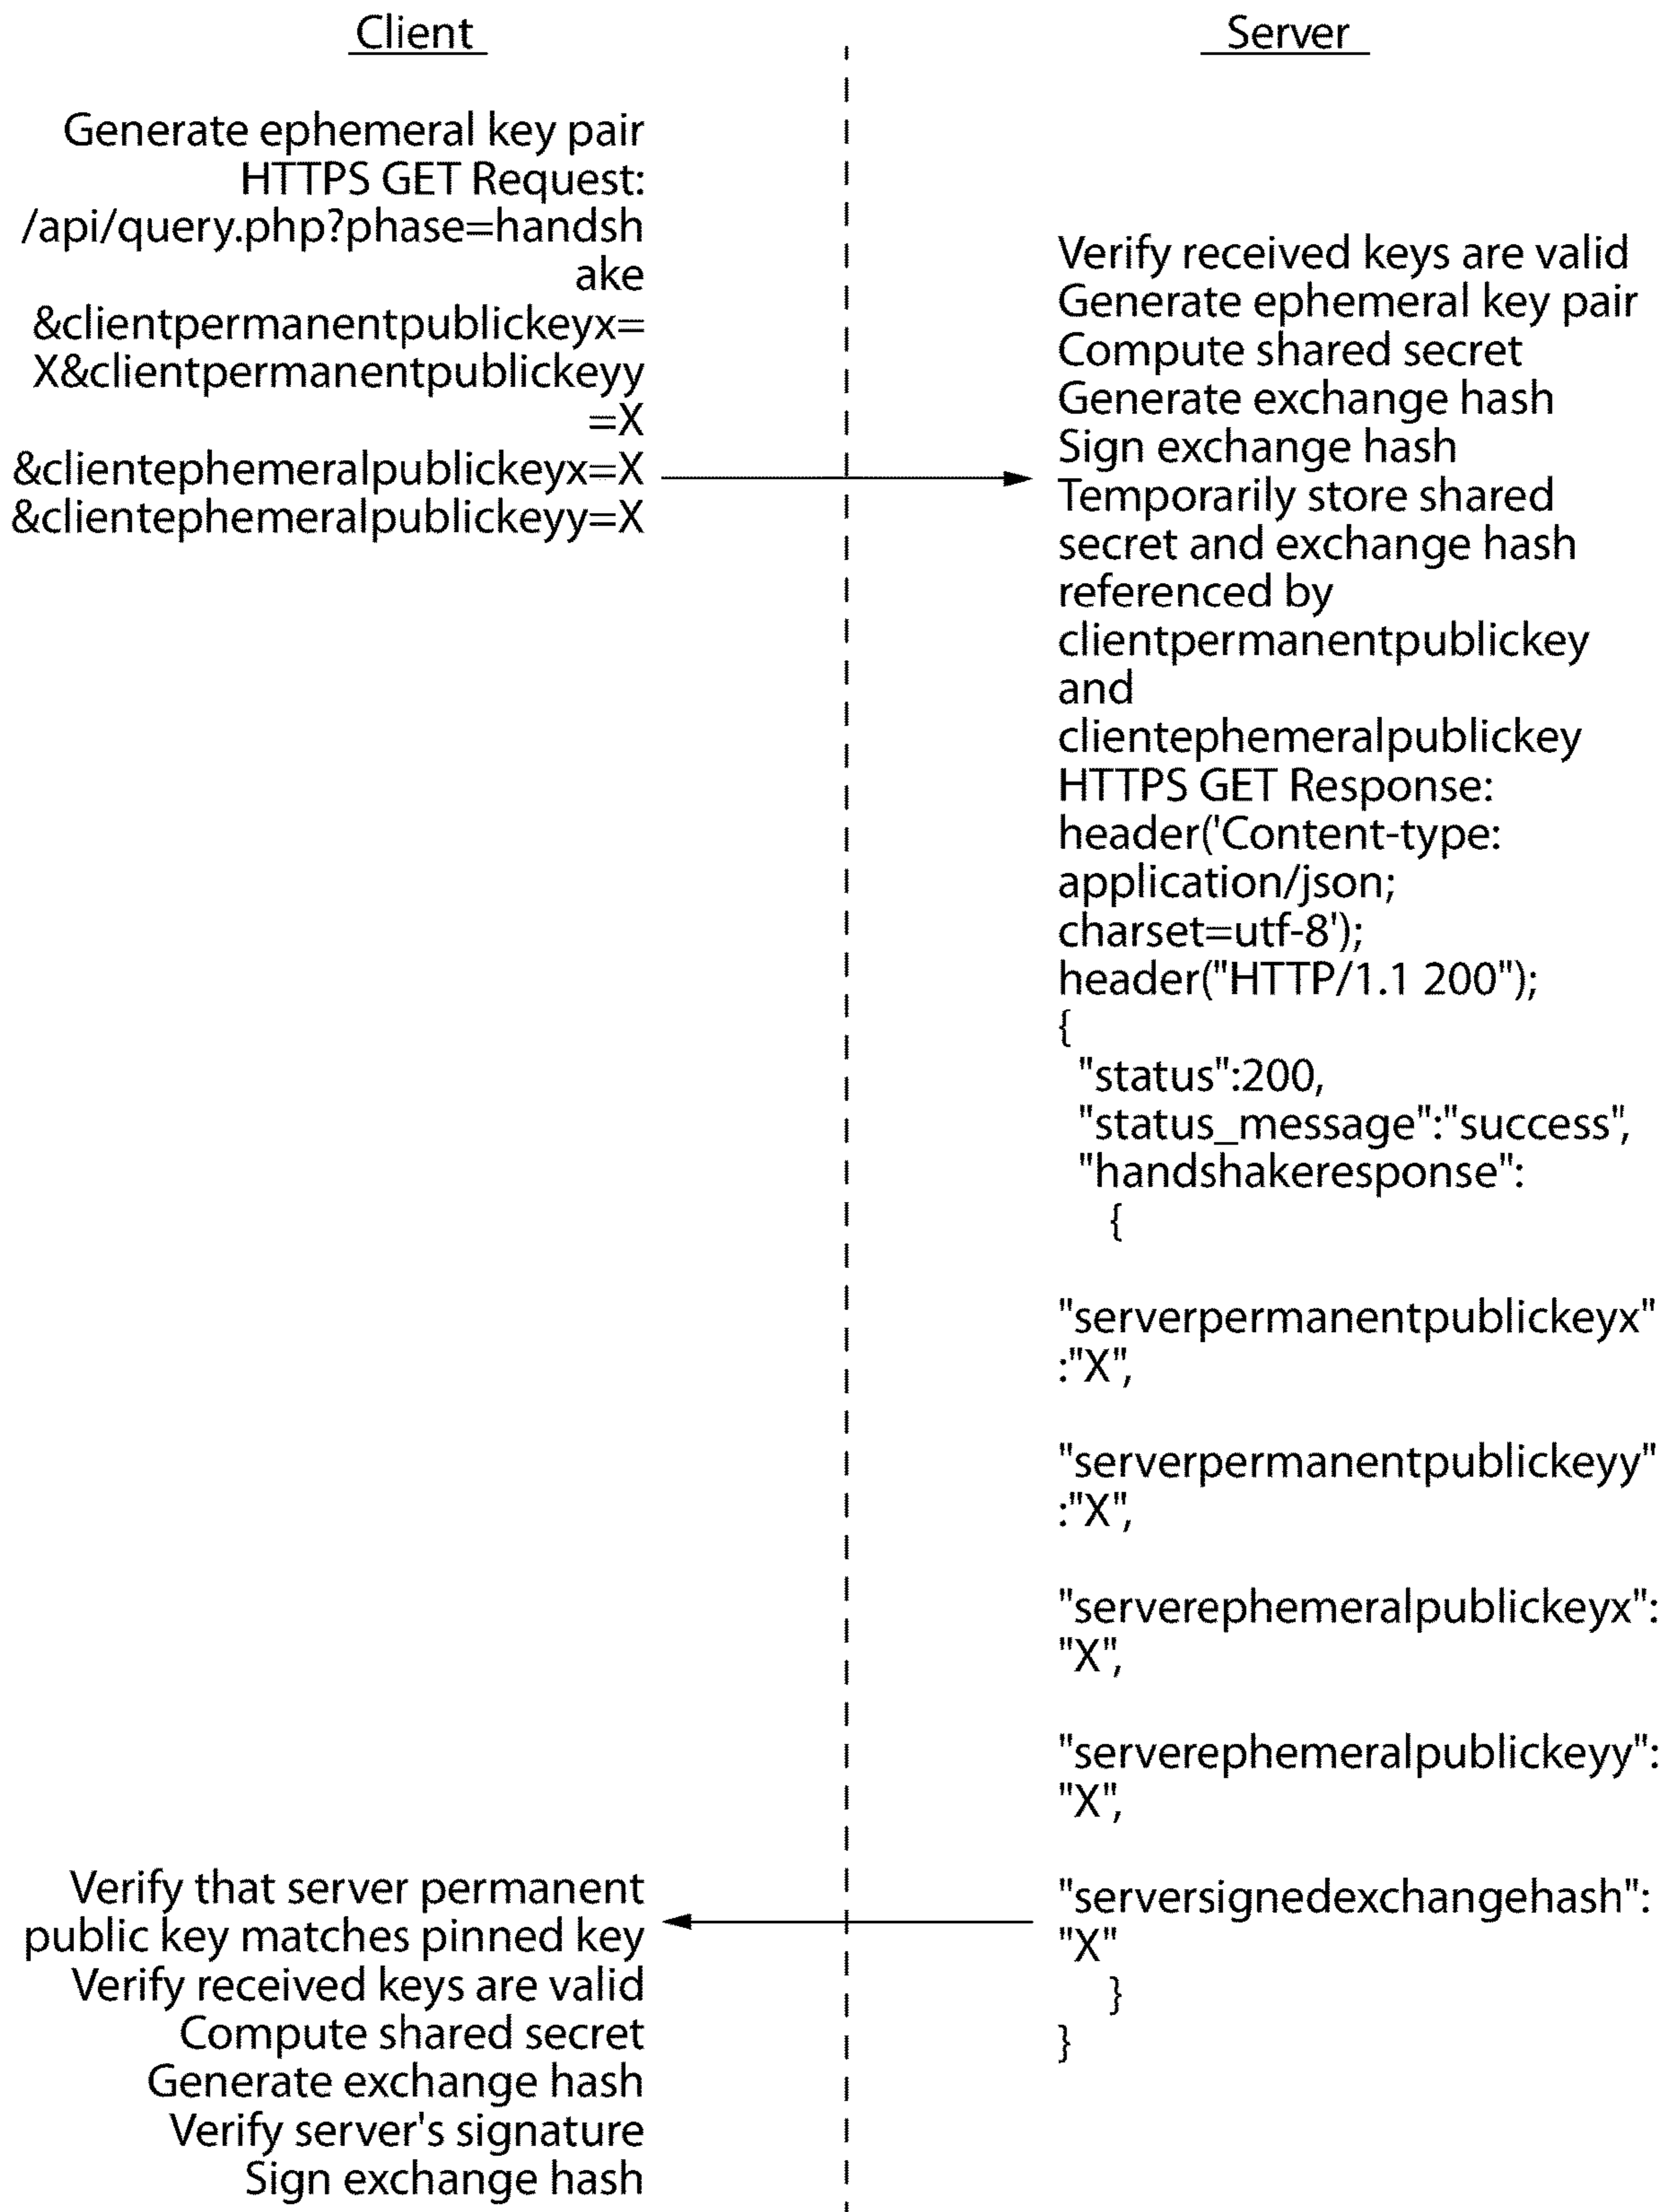 Client
Generate ephemeral key pair
HTTPS GET Request:
/api/query.php?phase=handsh
ake
&clientpermanentpublickeyx=
X&clientpermanentpublickeyy
=X
&clientephemeralpublickeyx=X
&clientephemeralpublickeyy=X
Server
Verify received keys are valid
Generate ephemeral key pair
Compute shared secret
Generate exchange hash
Sign exchange hash
Temporarily store shared
secret and exchange hash
referenced by
clientpermanentpublickey
and
clientephemeralpublickey
HTTPS GET Response:
header('Content-type:
application/json;
charset=utf-8');
header("HTTP/1.1 200");
{
"status":200,
"status_message":"success",
"handshakeresponse":
{
"serverpermanentpublickeyx"
:"X",
"serverpermanentpublickeyy"
:"X",
"serverephemeralpublickeyx":
"X",
"serverephemeralpublickeyy":
"X",
"serversignedexchangehash":
"X"
}
}
Verify that server permanent
public key matches pinned key
Verify received keys are valid
Compute shared secret
Generate exchange hash
Verify server's signature
Sign exchange hash